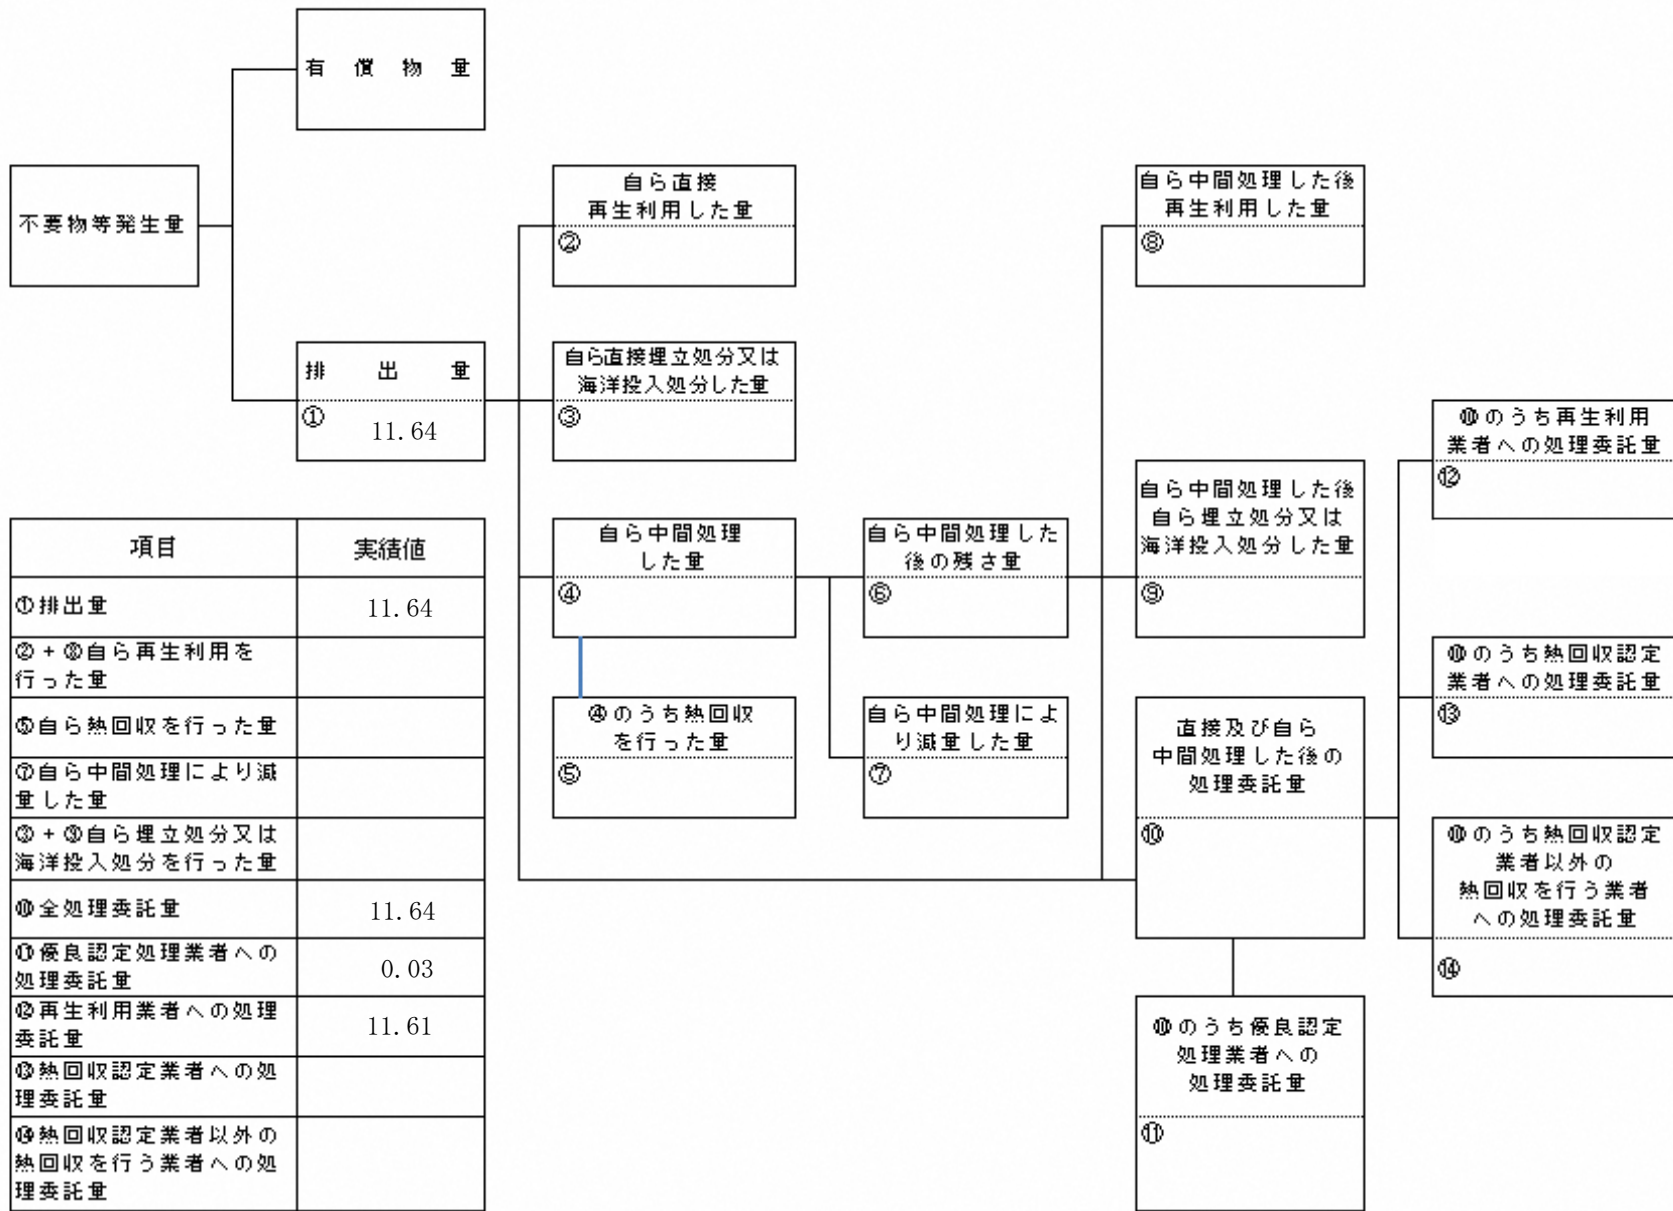 有償物量
不要物等発生量
排出量
① 11.64
自ら直接
再生利用した量
②
自ら直接埋立処分又は
海洋投入処分した量
③
自ら中間処理
した量
④
④のうち熱回収
を行った量
⑤
自ら中間処理した
後の残さ量
⑥
自ら中間処理によ
り減量した量
⑦
自ら中間処理した後
再生利用した量
⑧
自ら中間処理した後
自ら埋立処分又は
海洋投入処分した量
⑨
直接及び自ら
中間処理した後の
処理委託量
⑩
⑩のうち優良認定
処理業者への
処理委託量
⑪
⑩のうち再生利用
業者への処理委託量
⑫
⑩のうち熱回収認定
業者への処理委託量
⑬
⑩のうち熱回収認定
業者以外の
熱回収を行う業者
への処理委託量
⑭
項目 実績値
①排出量 11.64
②+⑧自ら再生利用を
行った量
⑤自ら熱回収を行った量
⑦自ら中間処理により減
量した量
③+⑨自ら埋立処分又は
海洋投入処分を行った量
⑩全処理委託量 11.64
⑪優良認定処理業者への
処理委託量 0.03
⑫再生利用業者への処理
委託量 11.61
⑬熱回収認定業者への処
理委託量
⑭熱回収認定業者以外の
熱回収を行う業者への処
理委託量